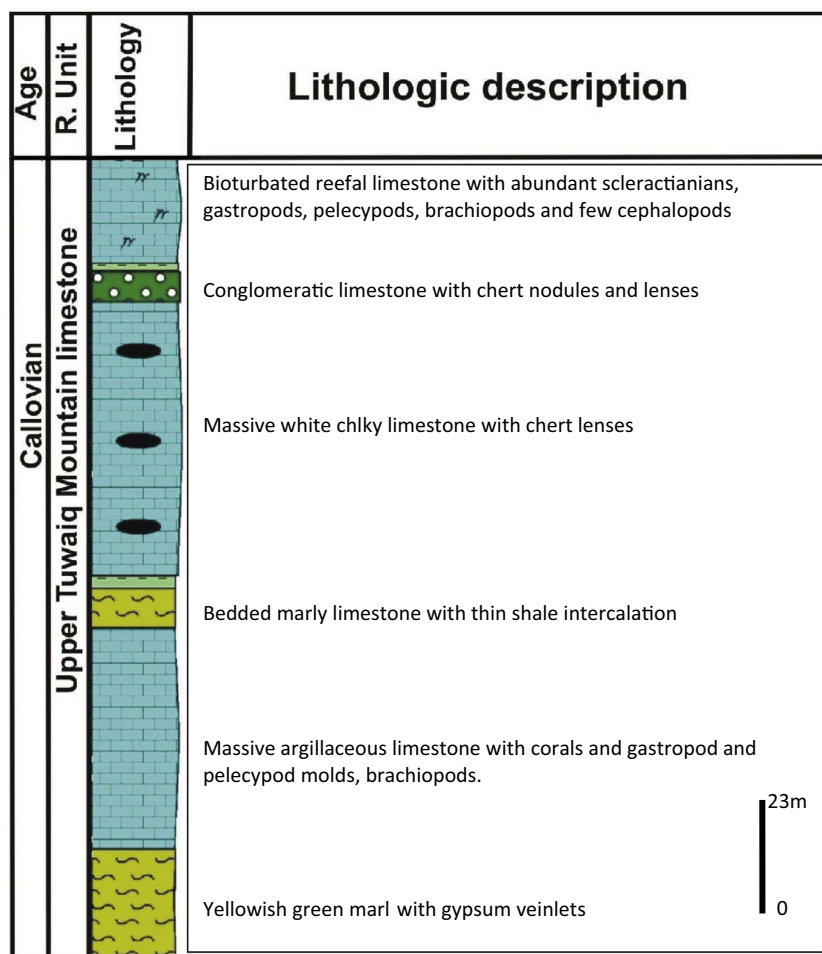 Age
R. Unit
Lithology
Lithologic description
Callovian
Upper Tuwaiq Mountain limestone
Bioturbated reefal limestone with abundant scleractianians,
gastropods, pelecypods, brachiopods and few cephalopods
Conglomeratic limestone with chert nodules and lenses
Massive white chlky limestone with chert lenses
Bedded marly limestone with thin shale intercalation
Massive argillaceous limestone with corals and gastropod and
pelecypod molds, brachiopods.
23m
Yellowish green marl with gypsum veinlets
0